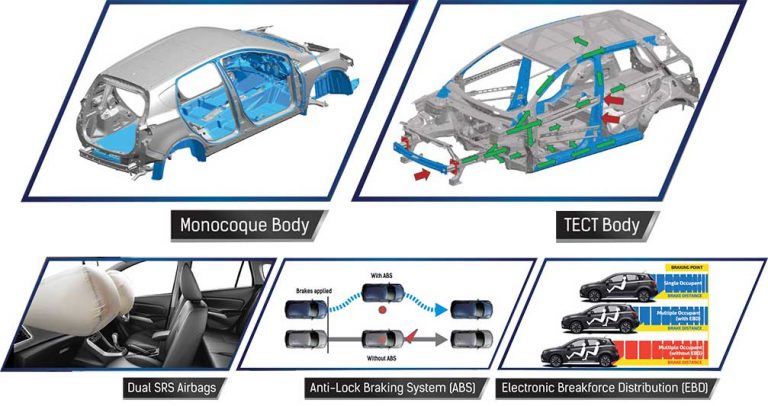 Monocoque Body
TECT Body
Brakes applied
With ABS
Without ABS
BRAKING POINT
Single Occupant
BRAKE DISTANCE
Multiple Occupant
(with EBD)
BRAKE DISTANCE
Multiple Occupant
(without EBD)
BRAKE DISTANCE
Dual SRS Airbags
Anti-Lock Braking System (ABS)
Electronic Breakforce Distribution (EBD)